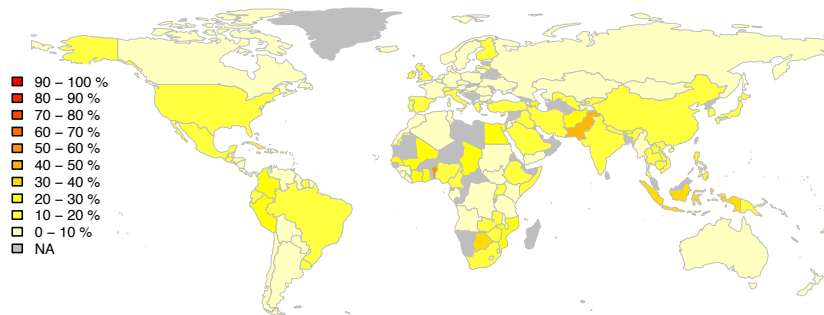 90 – 100 %
80 – 90 %
70 – 80 %
60 – 70 %
50 – 60 %
40 – 50 %
30 – 40 %
20 – 30 %
10 – 20 %
0 – 10 %
NA